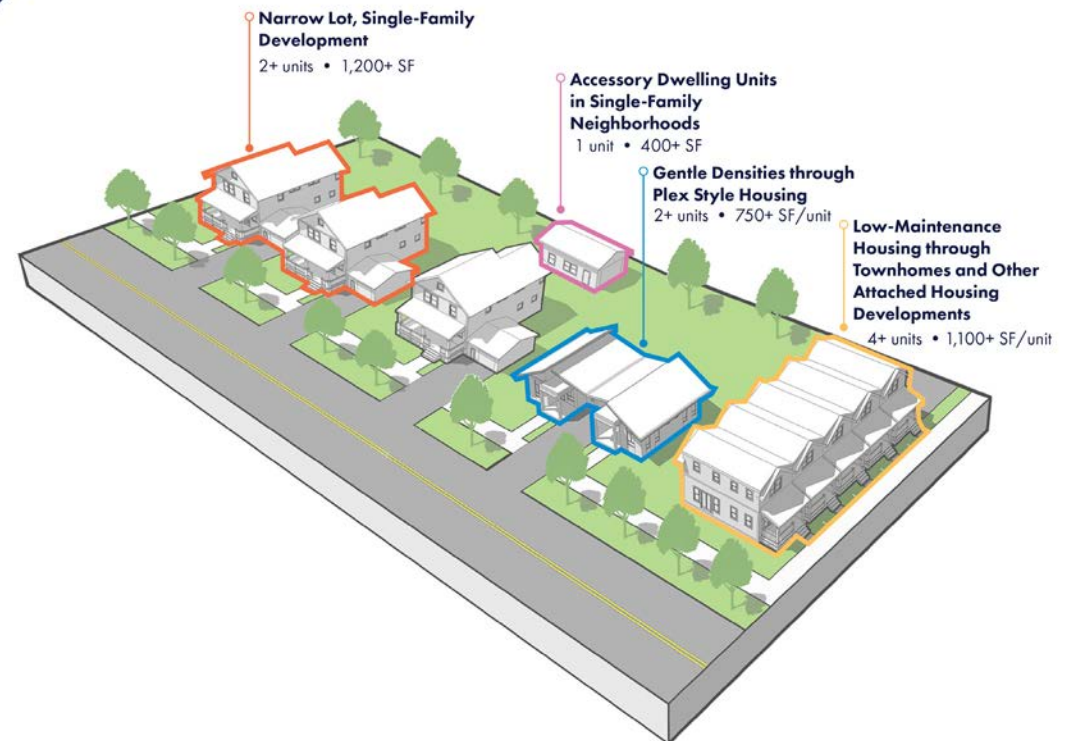 Narrow Lot, Single-Family
Development
2+ units • 1,200+ SF
Accessory Dwelling Units
in Single-Family
Neighborhoods
1 unit • 400+ SF
Gentle Densities through
Plex Style Housing
2+ units • 750+ SF/unit
Low-Maintenance
Housing through
Townhomes and Other
Attached Housing
Developments
4+ units • 1,100+ SF/unit